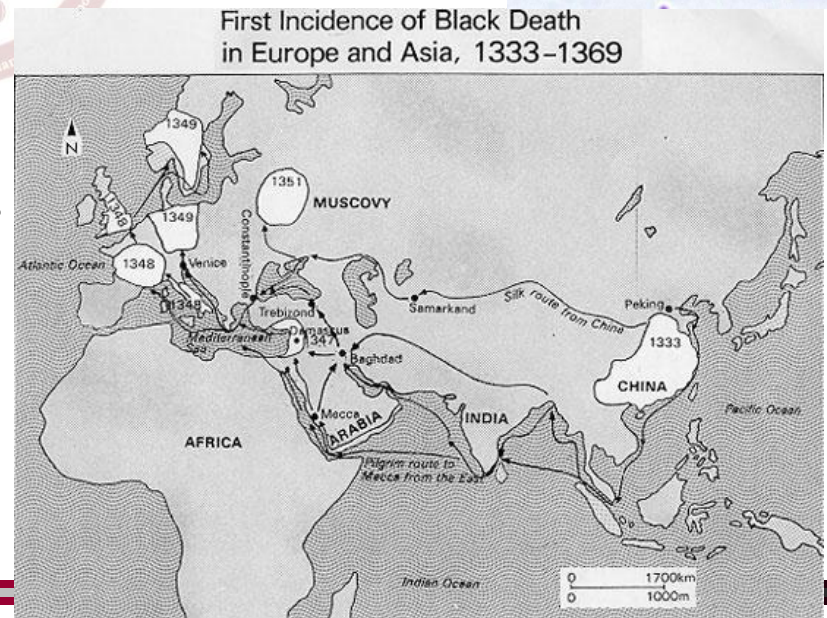 First Incidence of Black Death
in Europe and Asia, 1333-1369
N
1349
1351
MUSCOVY
1348
1349
Constanthople
Atlantic Ocean
1348
Venice
1348
Trebizond
Samarkand
Silk route from China
Peking
Damascus
Mediterranean
Sea
1347
Baghdad
1333
CHINA
Mecca
ARABIA
INDIA
Pacific Ocean
AFRICA
Pilgrim route to
Mecca from the East
Indian Ocean
0 1700km
0 1000m